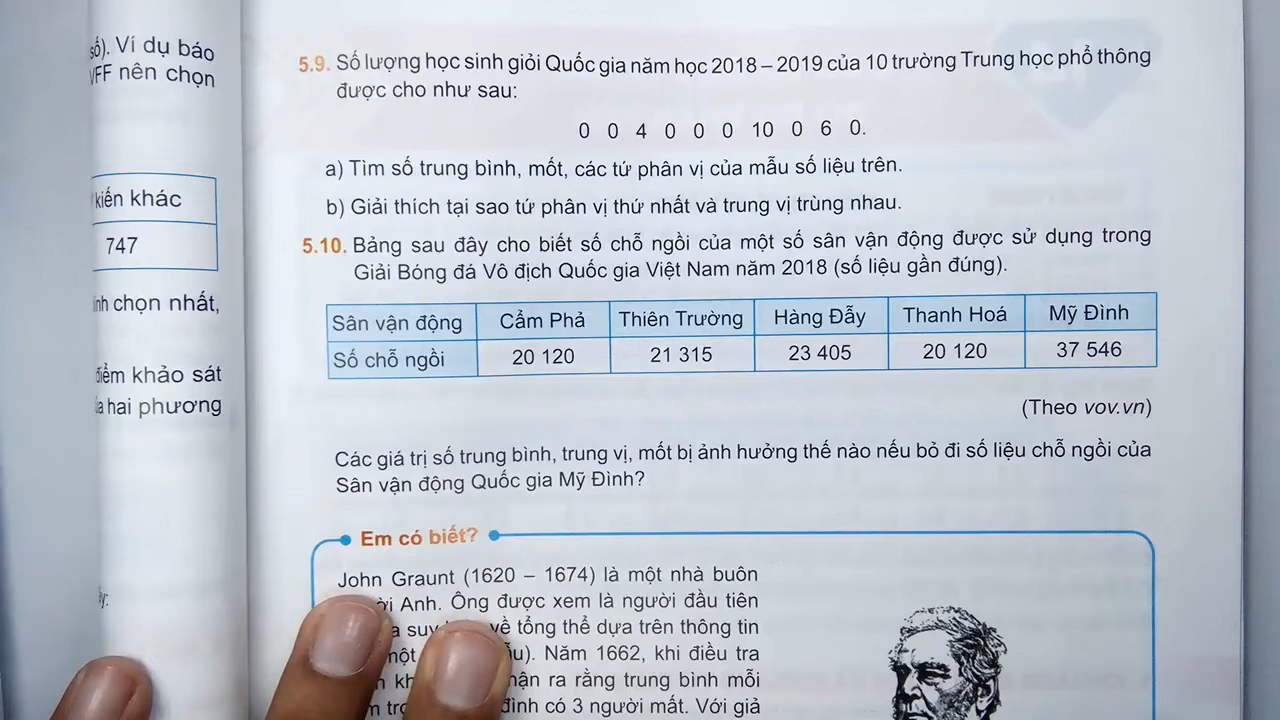 số). Ví dụ báo
VFF nên chọn
kiến khác
747
chọn nhất,
điểm khảo sát
hai phương
5.9. Số lượng học sinh giỏi Quốc gia năm học 2018 – 2019 của 10 trường Trung học phổ thông
được cho như sau:
0 0 4 0 0 0 10 0 6 0.
a) Tìm số trung bình, mốt, các tứ phân vị của mẫu số liệu trên.
b) Giải thích tại sao tứ phân vị thứ nhất và trung vị trùng nhau.
5.10. Bảng sau đây cho biết số chỗ ngồi của một số sân vận động được sử dụng trong
Giải Bóng đá Vô địch Quốc gia Việt Nam năm 2018 (số liệu gần đúng).
Sân vận động Cẩm Phả Thiên Trường Hàng Đẫy Thanh Hoá Mỹ Đình
Số chỗ ngồi 20 120 21 315 23 405 20 120 37 546
(Theo vov.vn)
Các giá trị số trung bình, trung vị, mốt bị ảnh hưởng thế nào nếu bỏ đi số liệu chỗ ngồi của
Sân vận động Quốc gia Mỹ Đình?
Em có biết?
John Graunt (1620 – 1674) là một nhà buôn
Anh. Ông được xem là người đầu tiên
về tổng thể dựa trên thông tin
Năm 1662, khi điều tra
ra rằng trung bình mỗi
đình có 3 người mất. Với giả